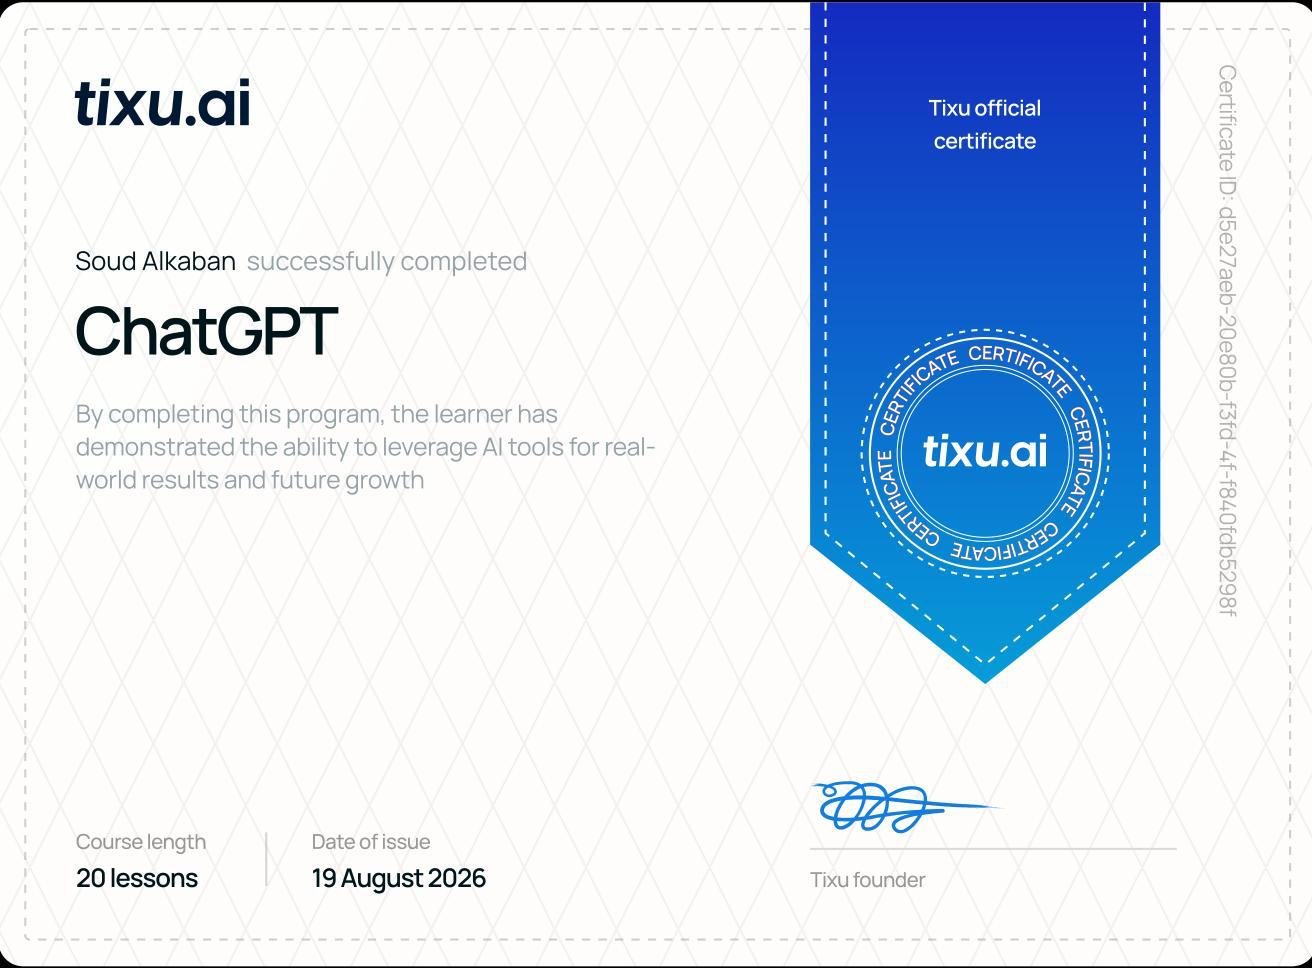 tixu.ai
Tixu official
certificate
Certificate ID: d5e27aeb-20e80b-f3fd-4f-f840fdb5298f
Soud Alkaban successfully completed
ChatGPT
By completing this program, the learner has
demonstrated the ability to leverage AI tools for real-
world results and future growth
CERTIFICATE CERTIFICATE CERTIFICATE CERTIFICATE CERTIFICATE CERTIFICATE
tixu.ai
Course length
20 lessons
Date of issue
19 August 2026
Tixu founder